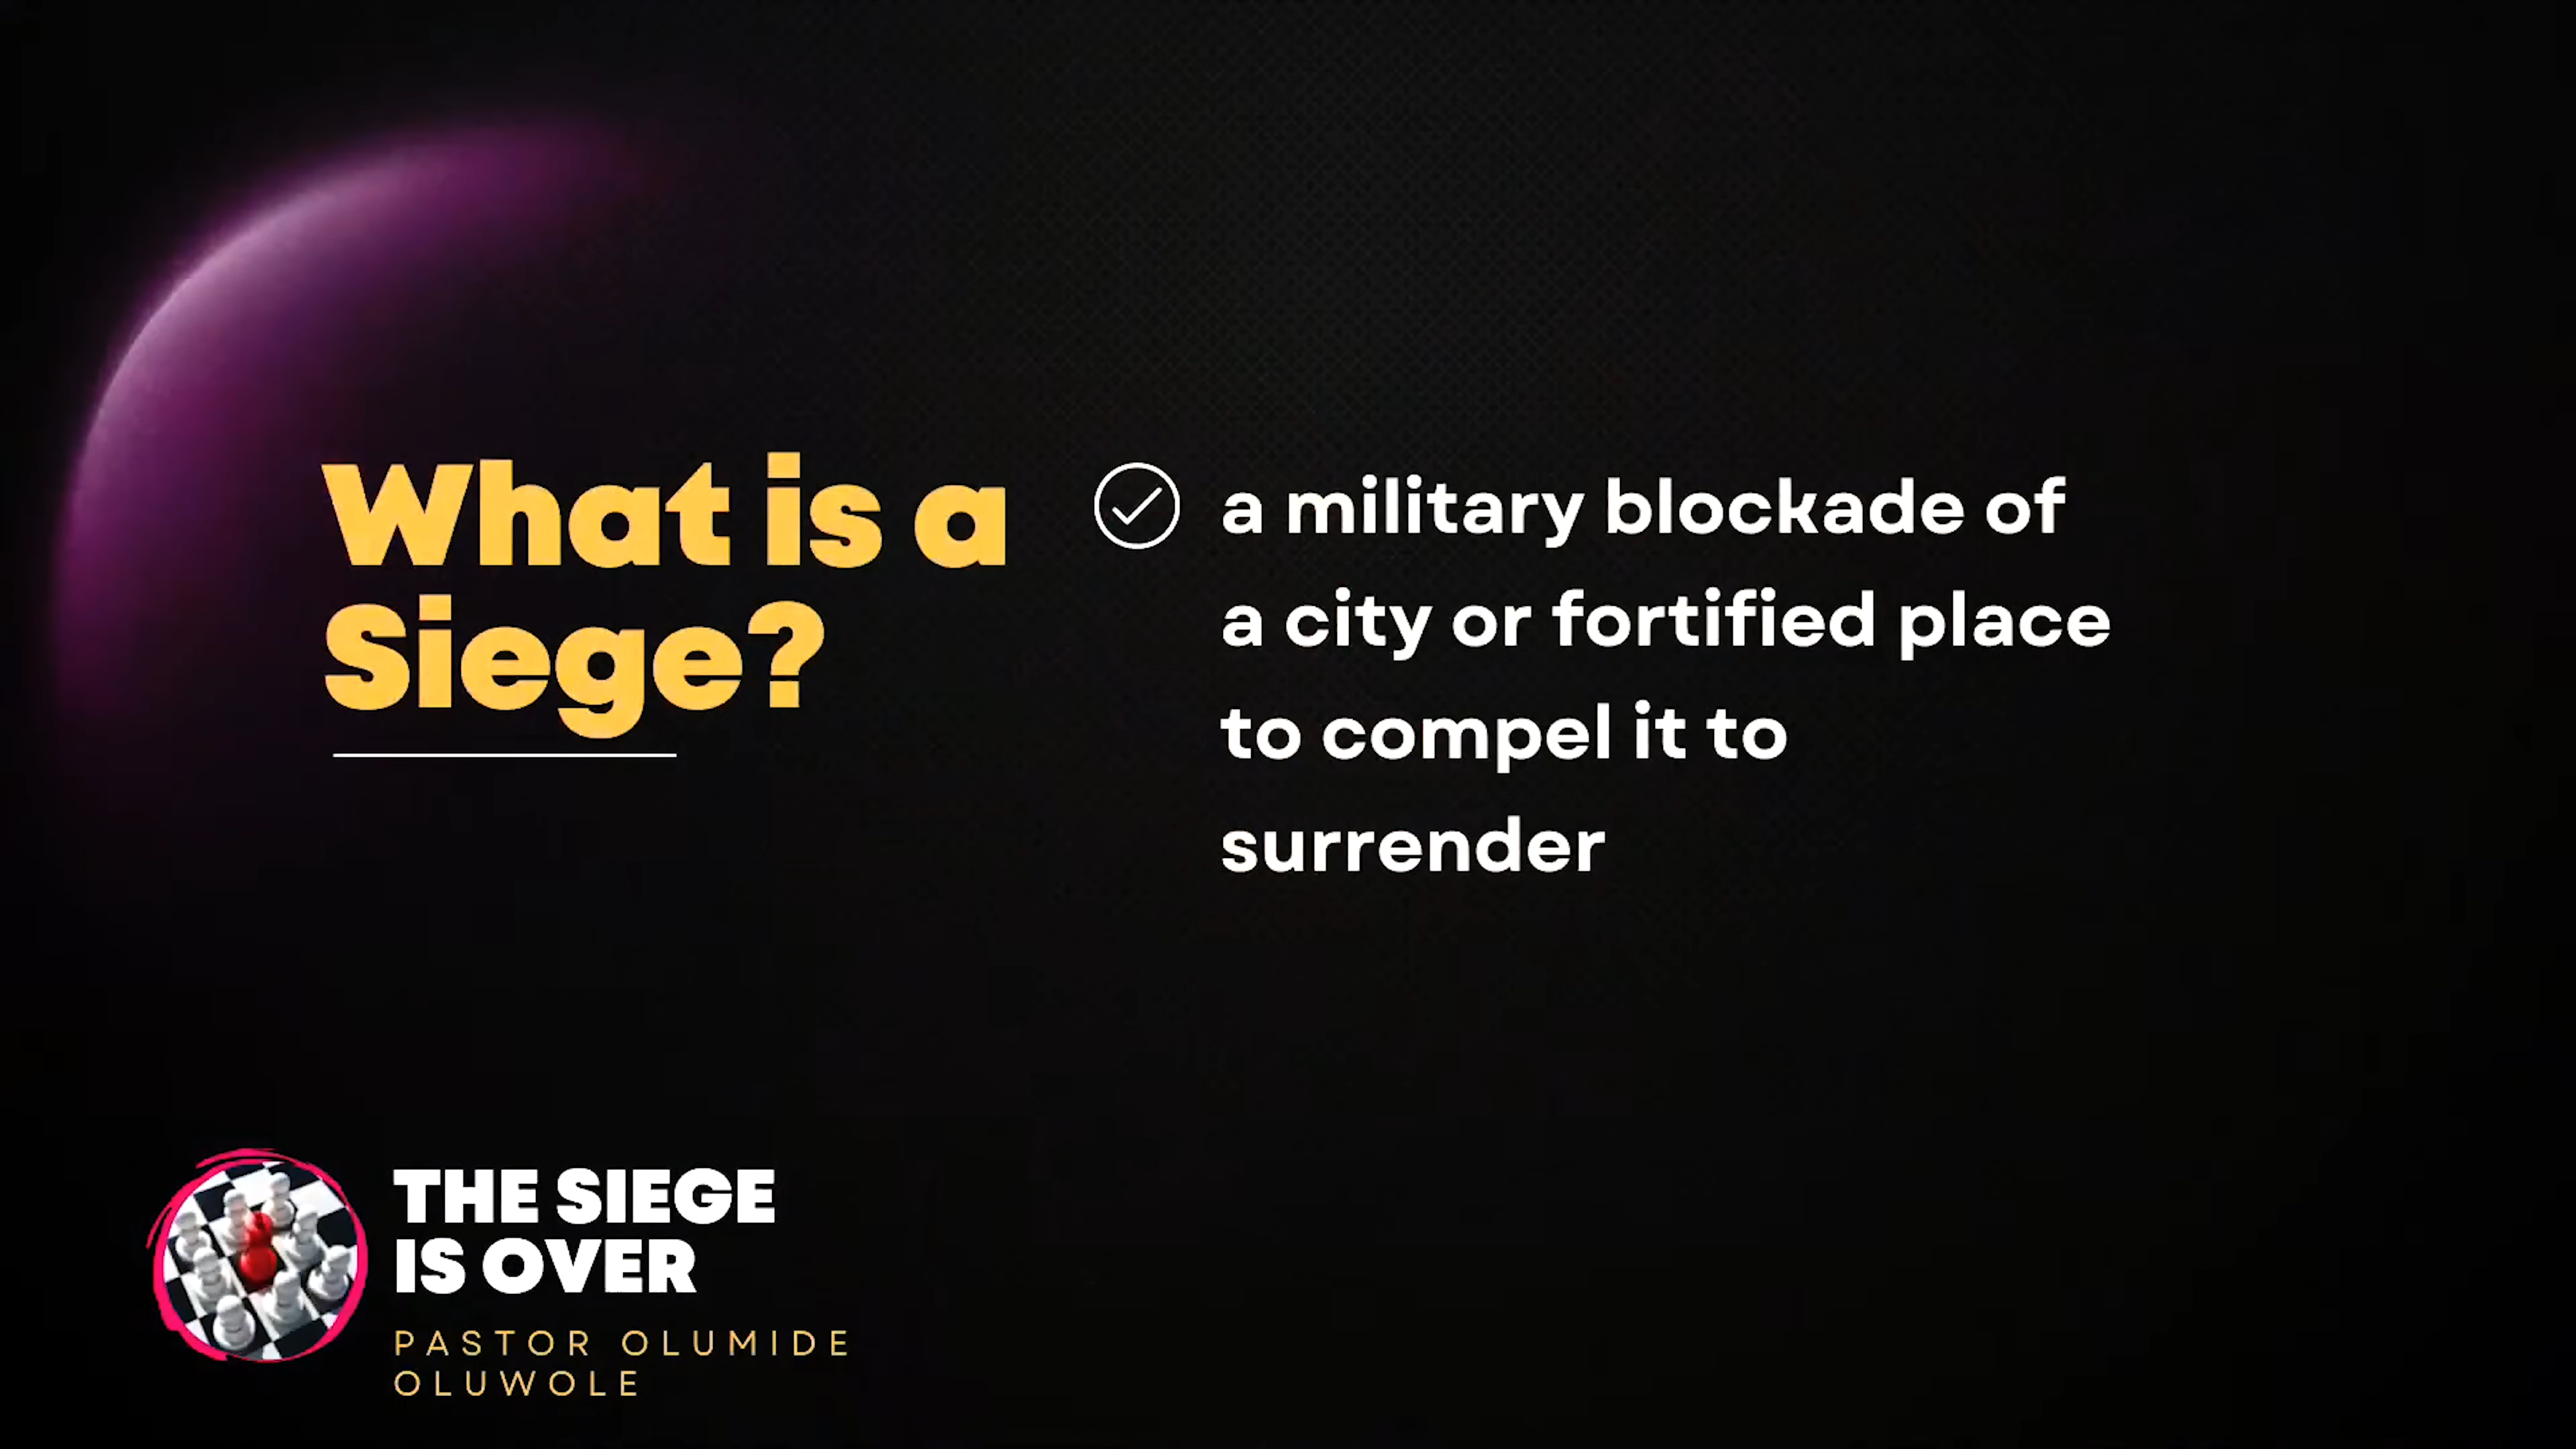 What is a
Siege?
a military blockade of
a city or fortified place
to compel it to
surrender
THE SIEGE
IS OVER
PASTOR OLUMIDE
OLUWOLE